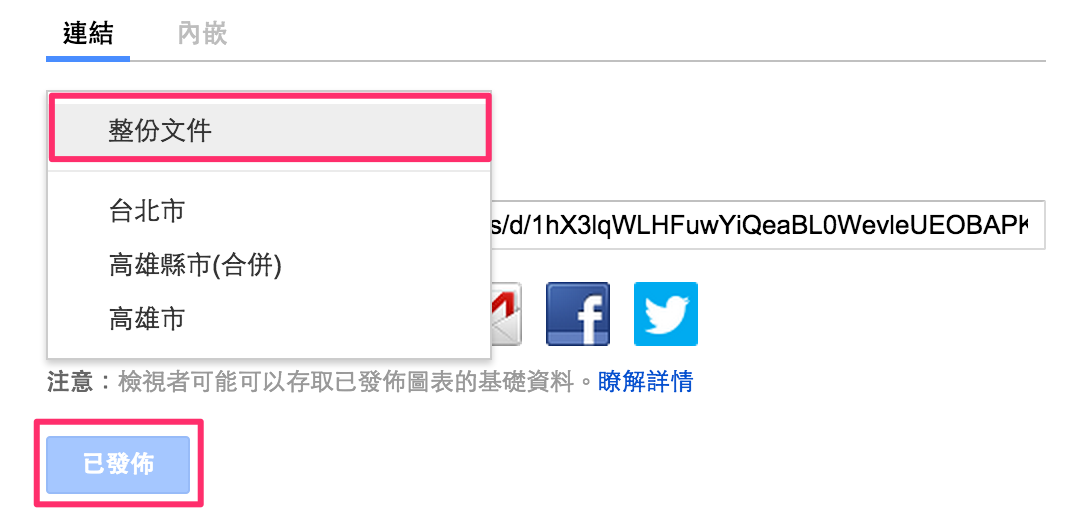 連結
內嵌
整份文件
台北市
s/d/1hX3lqWLHFuwYiQeaBL0WevleUEOBAPK
高雄縣市(合併)
高雄市
注意：檢視者可能可以存取已發佈圖表的基礎資料。瞭解詳情
已發佈